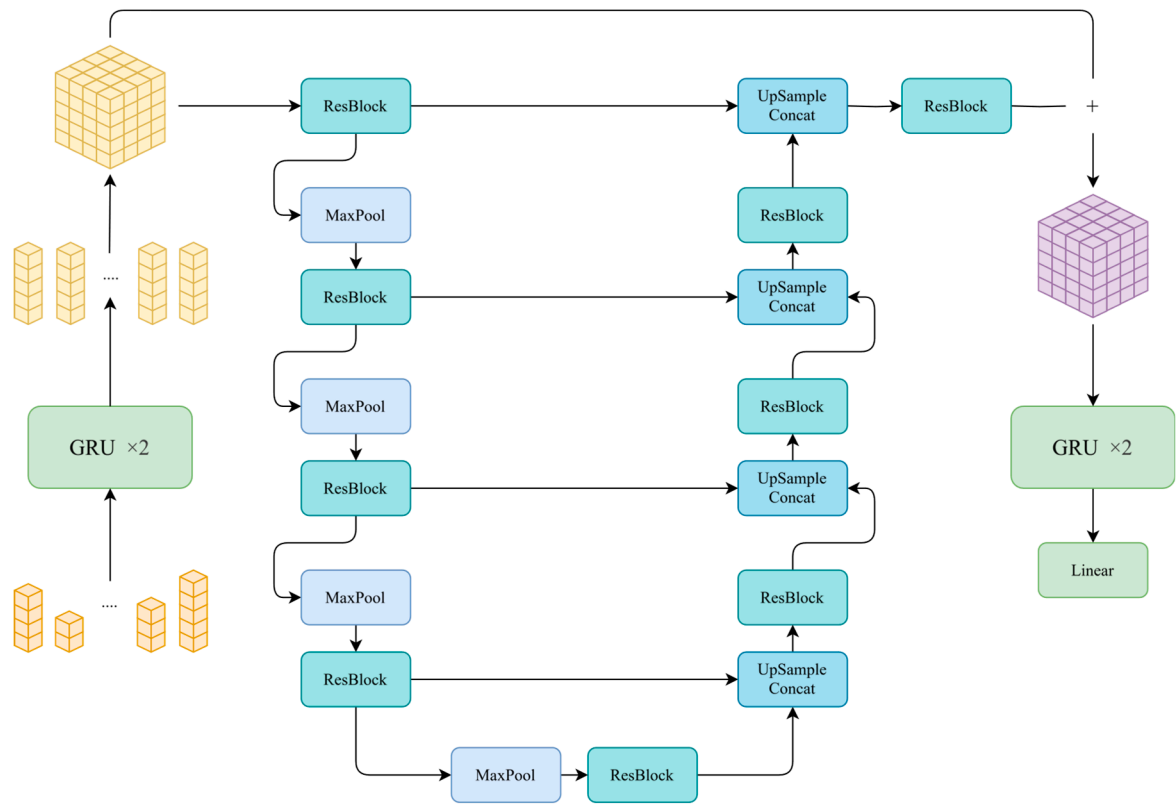 ResBlock
UpSample
Concat
ResBlock
+
MaxPool
ResBlock
....
ResBlock
UpSample
Concat
MaxPool
ResBlock
GRU ×2
GRU ×2
ResBlock
UpSample
Concat
Linear
....
MaxPool
ResBlock
ResBlock
UpSample
Concat
MaxPool
ResBlock